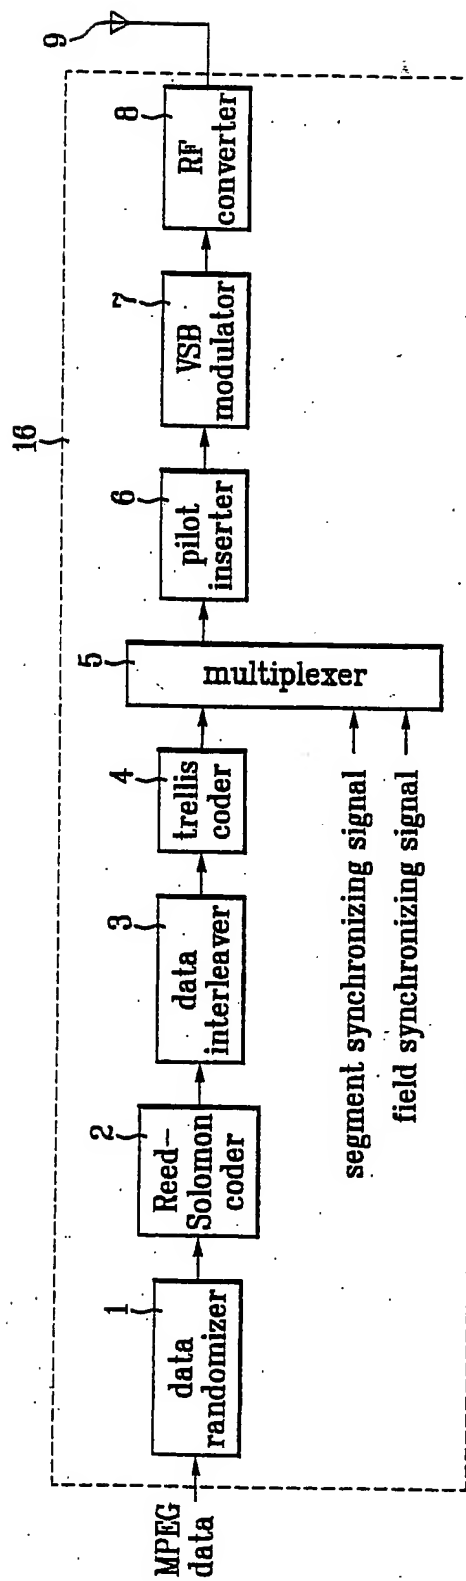 16
MPEG
data
1
data
randomizer
2
Reed-
Solomon
coder
3
data
interleaver
4
trellis
coder
5
multiplexer
segment synchronizing signal
field synchronizing signal
6
pilot
inserter
7
VSB
modulator
8
RF
converter
9